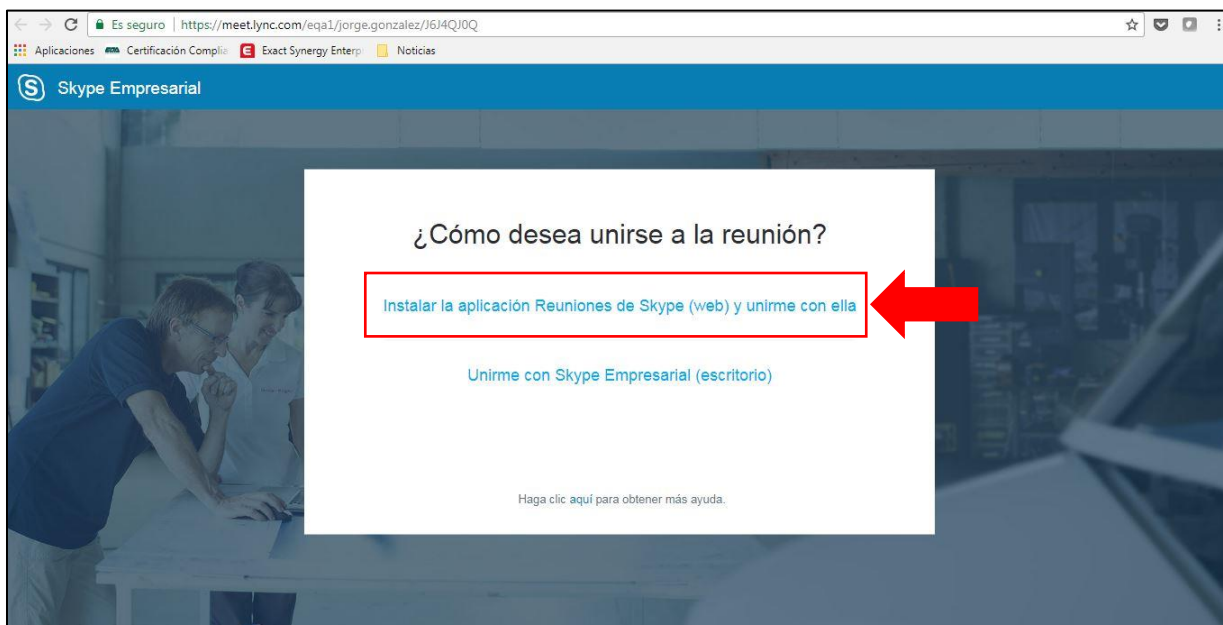 Es seguro | https://meet.lync.com/eqa1/jorge.gonzalez/J6J4QJ0Q
Aplicaciones Certificación Complia Exact Synergy Enterp Noticias
Skype Empresarial
¿Cómo desea unirse a la reunión?
Instalar la aplicación Reuniones de Skype (web) y unirme con ella
Unirme con Skype Empresarial (escritorio)
Haga clic aquí para obtener más ayuda.